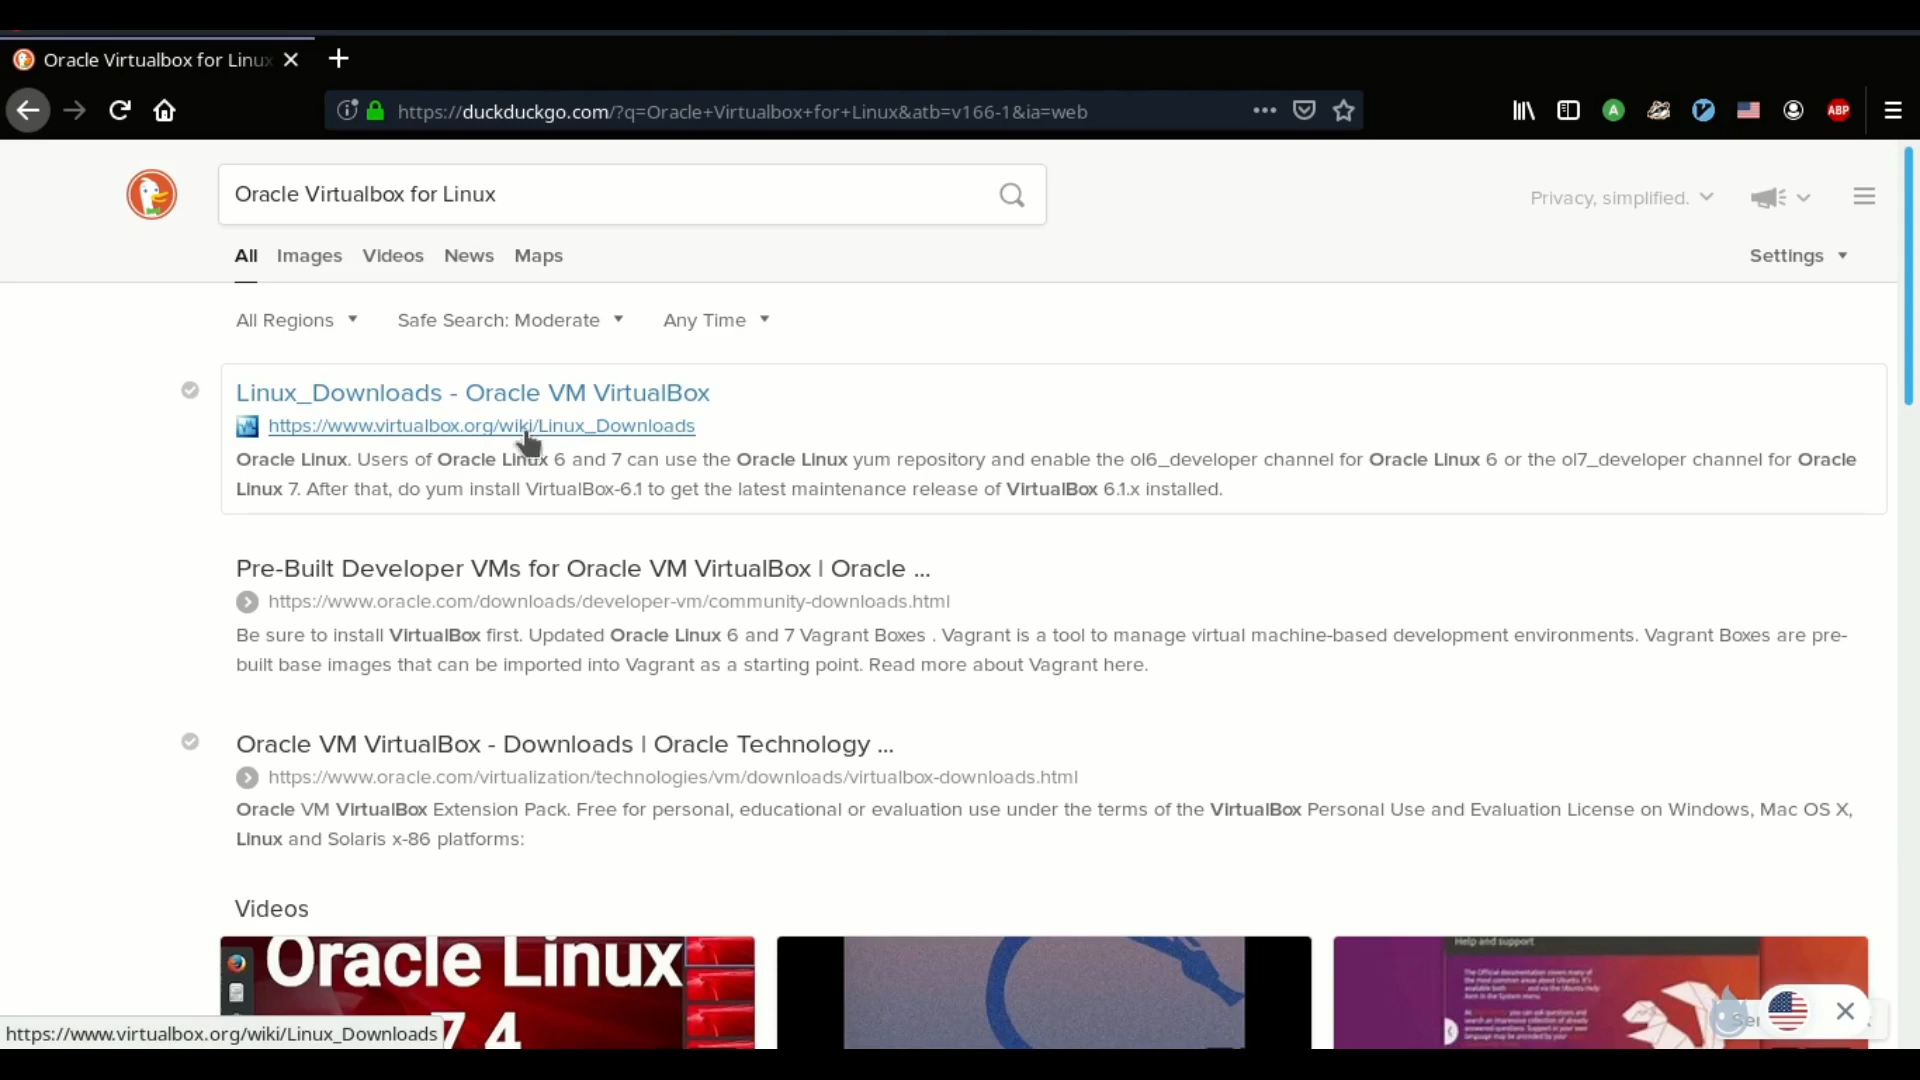 Oracle Virtualbox for Linux
https://duckduckgo.com/?q=Oracle+Virtualbox+for+Linux&atb=v166-1&ia=web
A
ABP
Oracle Virtualbox for Linux
Privacy, simplified.
All Images Videos News Maps
Settings
All Regions
Safe Search: Moderate
Any Time
Linux_Downloads - Oracle VM VirtualBox
https://www.virtualbox.org/wiki/Linux_Downloads
Oracle Linux. Users of Oracle Linux 6 and 7 can use the Oracle Linux yum repository and enable the ol6_developer channel for Oracle Linux 6 or the ol7_developer channel for Oracle
Linux 7. After that, do yum install VirtualBox-6.1 to get the latest maintenance release of VirtualBox 6.1.x installed.
Pre-Built Developer VMs for Oracle VM VirtualBox | Oracle ...
https://www.oracle.com/downloads/developer-vm/community-downloads.html
Be sure to install VirtualBox first. Updated Oracle Linux 6 and 7 Vagrant Boxes . Vagrant is a tool to manage virtual machine-based development environments. Vagrant Boxes are pre-
built base images that can be imported into Vagrant as a starting point. Read more about Vagrant here.
Oracle VM VirtualBox - Downloads | Oracle Technology ...
https://www.oracle.com/virtualization/technologies/vm/downloads/virtualbox-downloads.html
Oracle VM VirtualBox Extension Pack. Free for personal, educational or evaluation use under the terms of the VirtualBox Personal Use and Evaluation License on Windows, Mac OS X,
Linux and Solaris x-86 platforms:
Videos
Oracle Linux
7.4
Help and support
https://www.virtualbox.org/wiki/Linux_Downloads